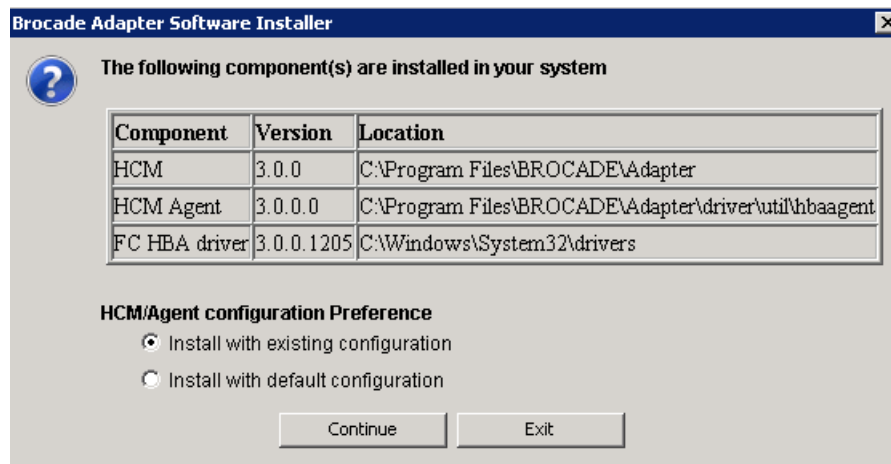 Brocade Adapter Software Installer
The following component(s) are installed in your system
Component Version Location
HCM 3.0.0 C:\Program Files\BROCADE\Adapter
HCM Agent 3.0.0.0 C:\Program Files\BROCADE\Adapter\driver\util\hbaagent
FC HBA driver 3.0.0.1205 C:\Windows\System32\drivers
HCM/Agent configuration Preference
Install with existing configuration
Install with default configuration
Continue Exit